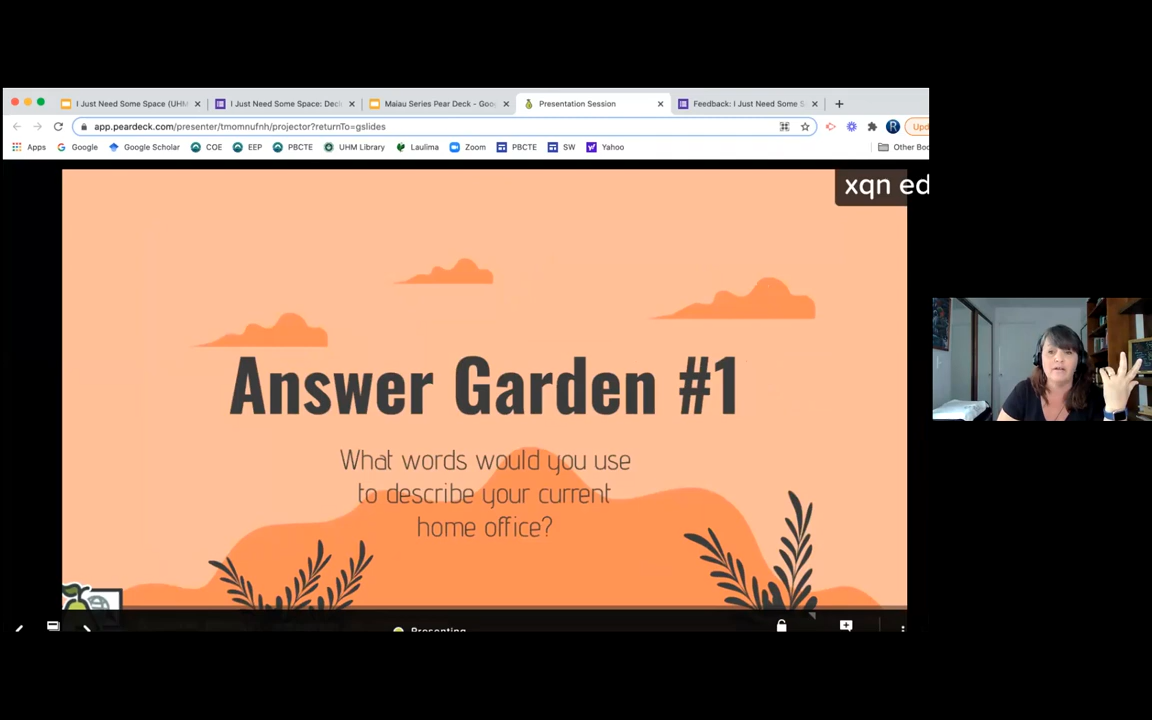 I Just Need Some Space (UHM
I Just Need Some Space: Deci
Maiau Series Pear Deck - Goo
Presentation Session
Feedback: I Just Need Some S
app.peardeck.com/presenter/tmomnufnh/projector?returnTo=gslides
R
Upd
Apps
Google
Google Scholar
COE
EEP
PBCTE
UHM Library
Laulima
Zoom
PBCTE
SW
Yahoo
Other Boo
xqn ed
Answer Garden #1
What words would you use
to describe your current
home office?
Presenting